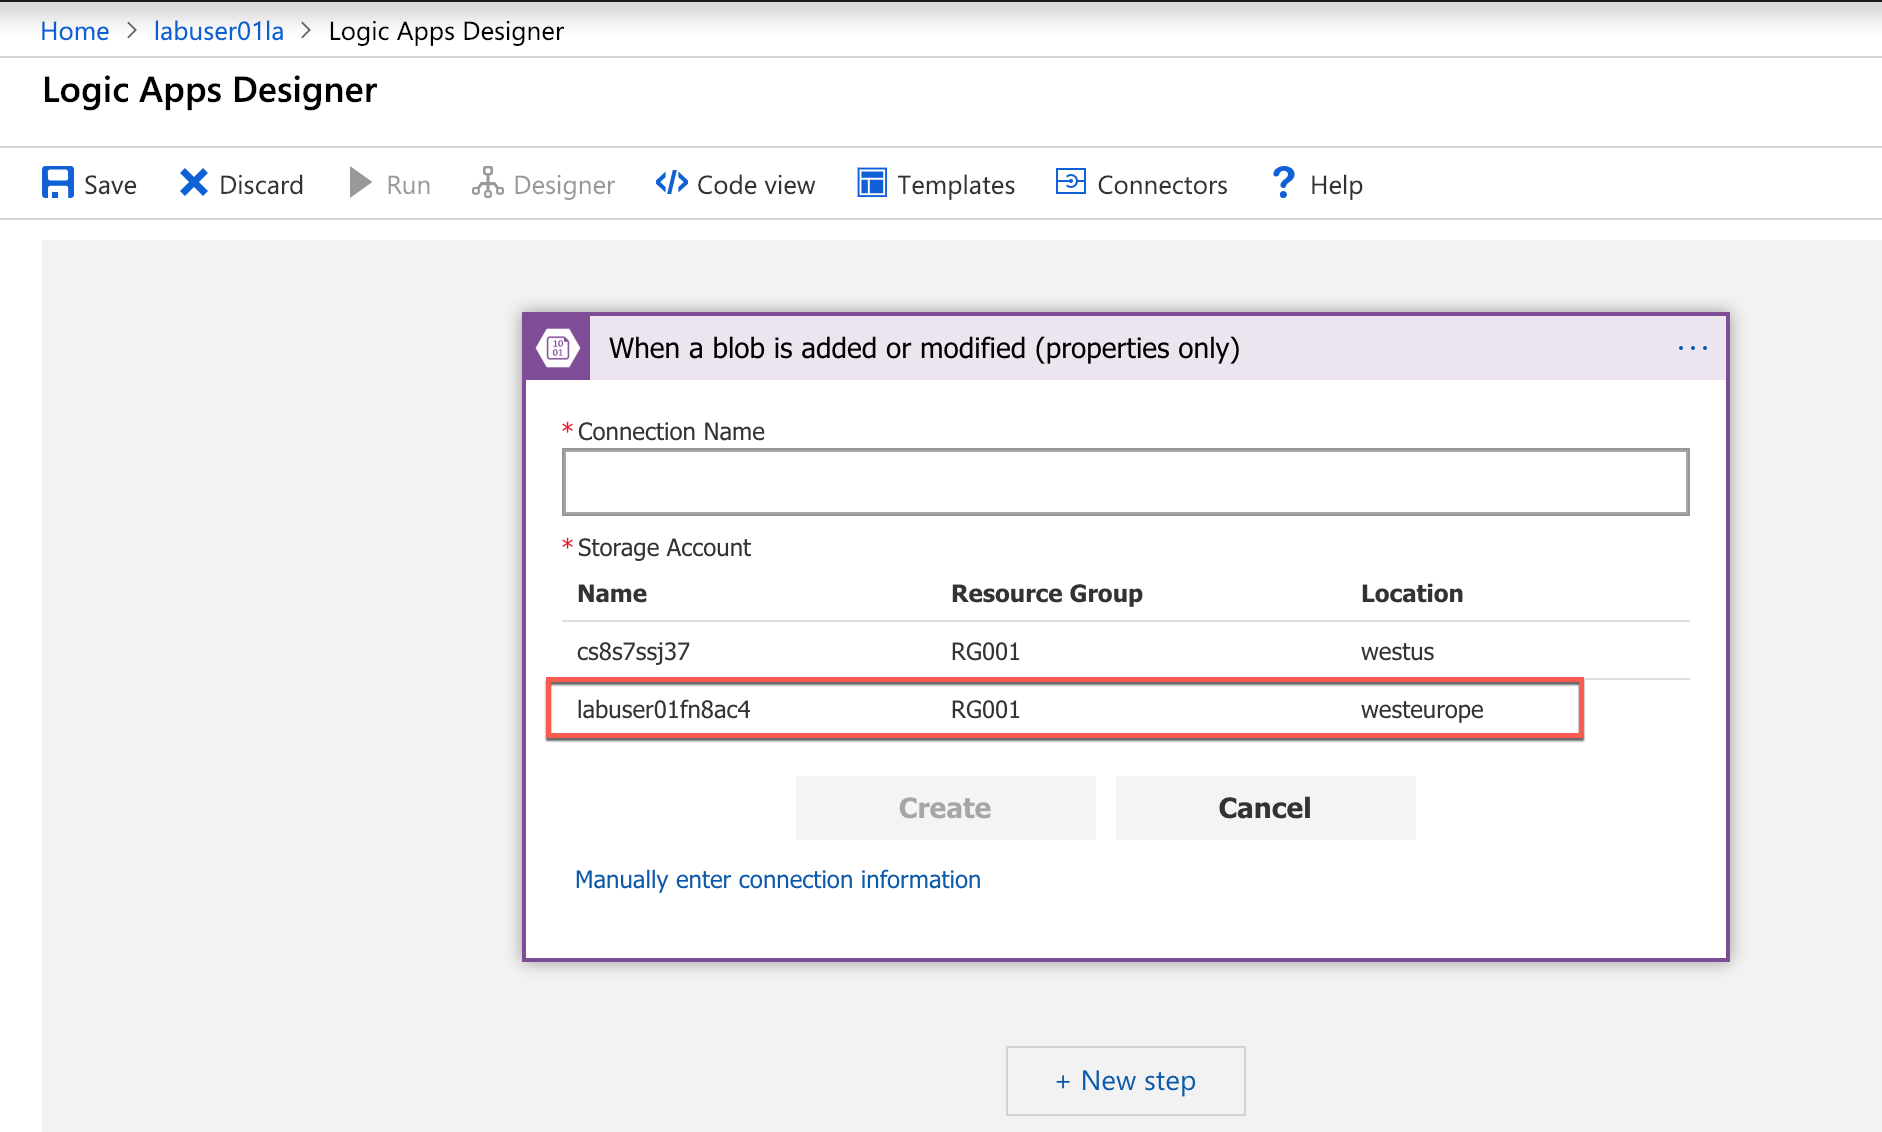 Home > labuser01la > Logic Apps Designer
Logic Apps Designer
Save Discard Run Designer </> Code view Templates Connectors ? Help
10
01
When a blob is added or modified (properties only) ...
* Connection Name
* Storage Account
Name Resource Group Location
cs8s7ssj37 RG001 westus
labuser01fn8ac4 RG001 westeurope
Create Cancel
Manually enter connection information
+ New step